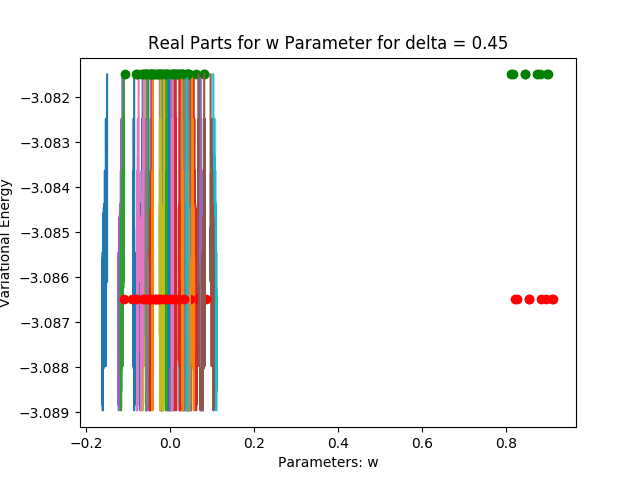 Real Parts for w Parameter for delta = 0.45
Variational Energy
−3.082
−3.083
−3.084
−3.085
−3.086
−3.087
−3.088
−3.089
−0.2 0.0 0.2 0.4 0.6 0.8
Parameters: w